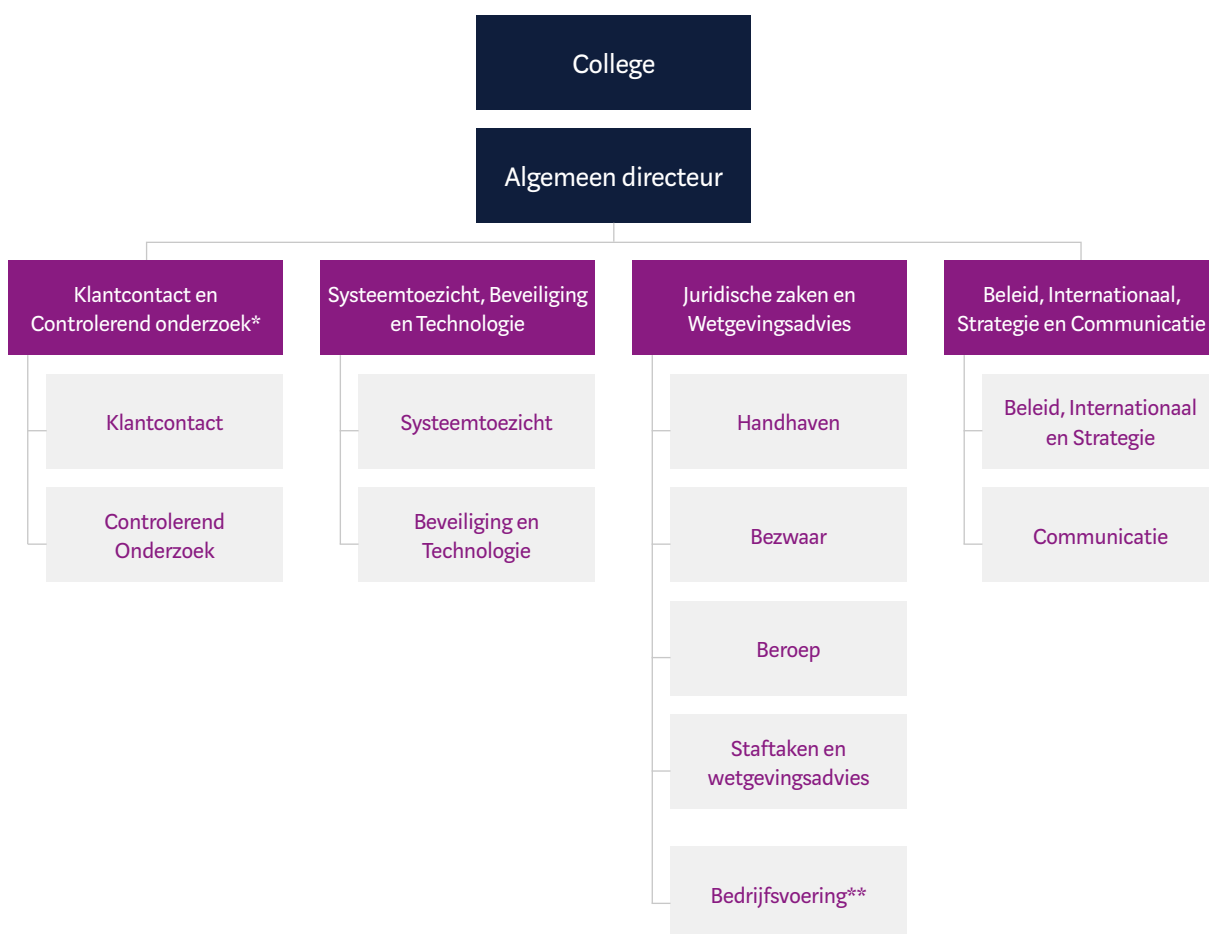 College
Algemeen directeur
Klantcontact en
Controlerend onderzoek*
Klantcontact
Controlerend
Onderzoek
Systeemtoezicht, Beveiliging
en Technologie
Systeemtoezicht
Beveiliging en
Technologie
Juridische zaken en
Wetgevingsadvies
Handhaven
Bezwaar
Beroep
Staftaken en
wetgevingsadvies
Bedrijfsvoering**
Beleid, Internationaal,
Strategie en Communicatie
Beleid, Internationaal
en Strategie
Communicatie